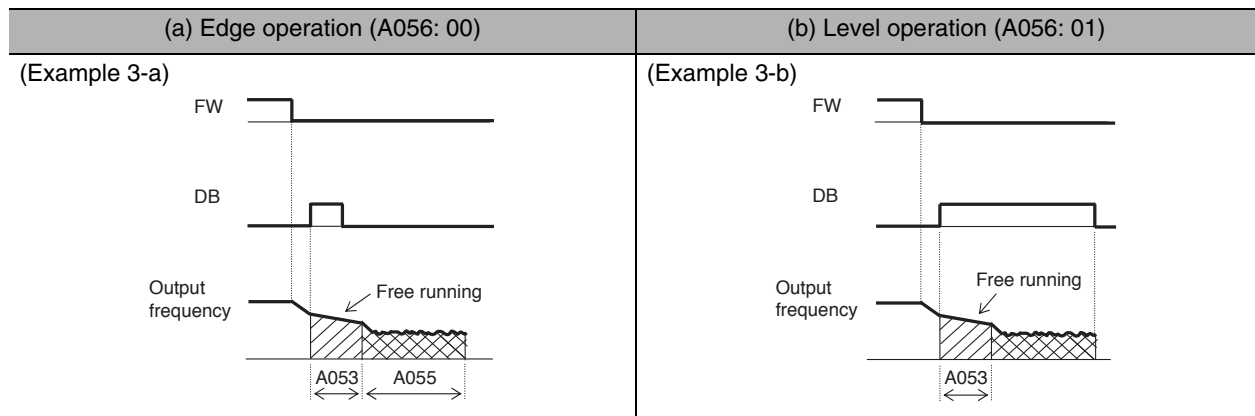 (a) Edge operation (A056: 00)
(b) Level operation (A056: 01)
(Example 3-a)
FW
DB
Output
frequency
Free running
A053
A055
(Example 3-b)
FW
DB
Output
frequency
Free running
A053